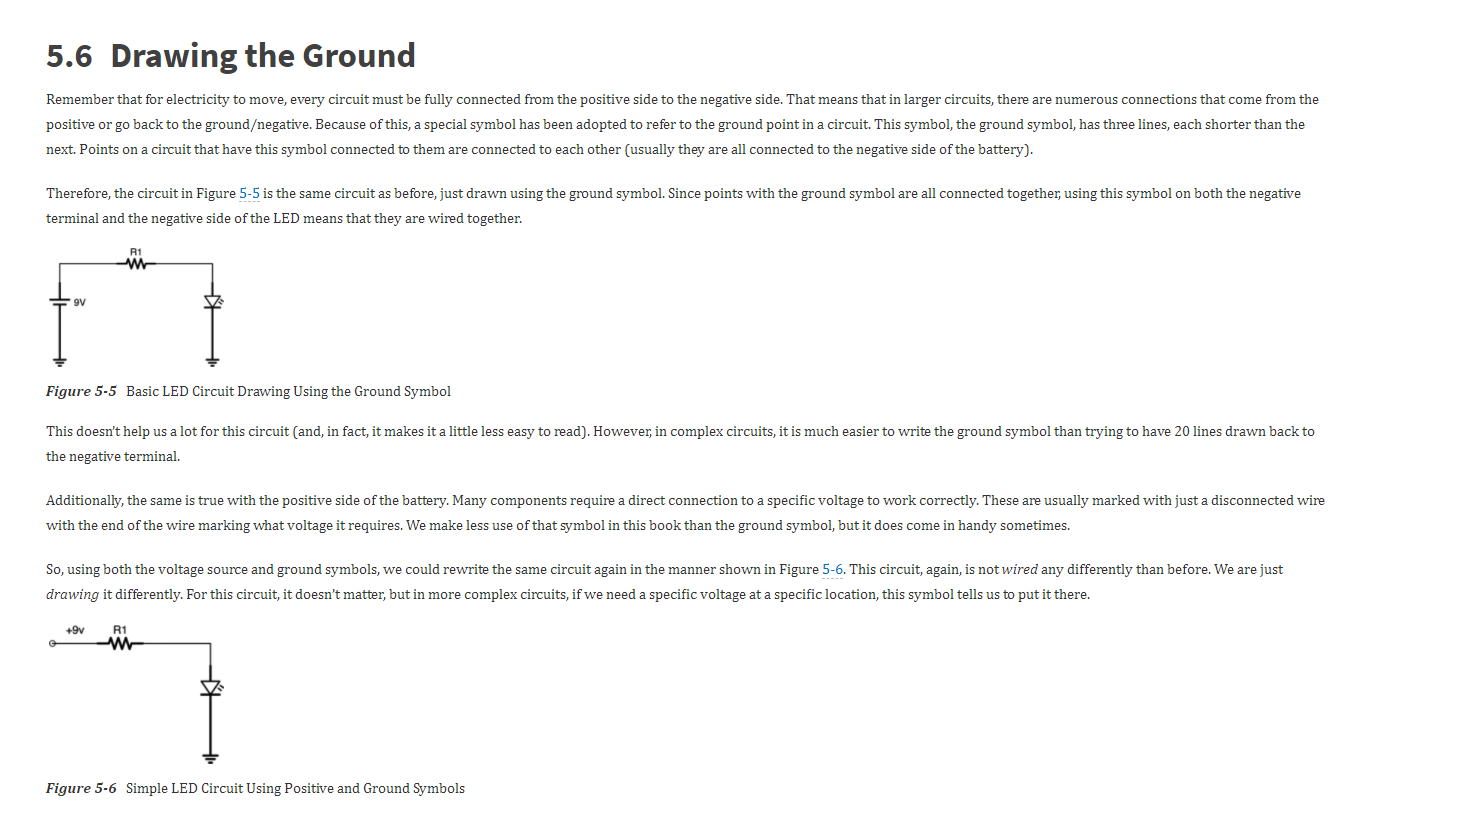 5.6 Drawing the Ground
Remember that for electricity to move, every circuit must be fully connected from the positive side to the negative side. That means that in larger circuits, there are numerous connections that come from the
positive or go back to the ground/negative. Because of this, a special symbol has been adopted to refer to the ground point in a circuit. This symbol, the ground symbol, has three lines, each shorter than the
next. Points on a circuit that have this symbol connected to them are connected to each other (usually they are all connected to the negative side of the battery).
Therefore, the circuit in Figure 5-5 is the same circuit as before, just drawn using the ground symbol. Since points with the ground symbol are all connected together, using this symbol on both the negative
terminal and the negative side of the LED means that they are wired together.
R1
9V
Figure 5-5 Basic LED Circuit Drawing Using the Ground Symbol
This doesn't help us a lot for this circuit (and, in fact, it makes it a little less easy to read). However, in complex circuits, it is much easier to write the ground symbol than trying to have 20 lines drawn back to
the negative terminal.
Additionally, the same is true with the positive side of the battery. Many components require a direct connection to a specific voltage to work correctly. These are usually marked with just a disconnected wire
with the end of the wire marking what voltage it requires. We make less use of that symbol in this book than the ground symbol, but it does come in handy sometimes.
So, using both the voltage source and ground symbols, we could rewrite the same circuit again in the manner shown in Figure 5-6. This circuit, again, is not wired any differently than before. We are just
drawing it differently. For this circuit, it doesn't matter, but in more complex circuits, if we need a specific voltage at a specific location, this symbol tells us to put it there.
+9v R1
Figure 5-6 Simple LED Circuit Using Positive and Ground Symbols